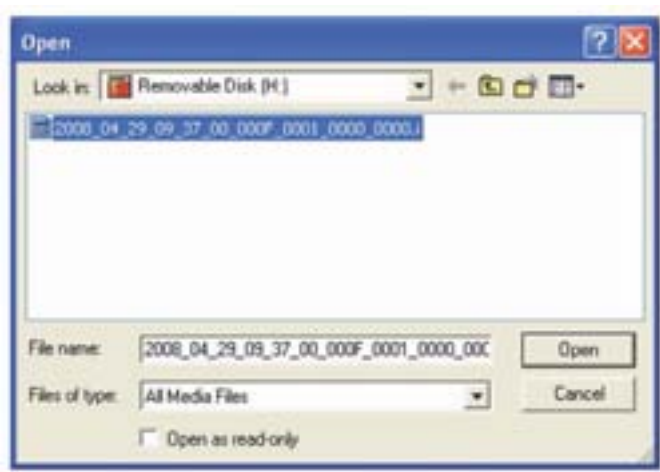 Open
Look in: Removable Disk (H:)
2008_04_29_09_37_00_000F_0001_0000_0000.i
File name: 2008_04_29_09_37_00_000F_0001_0000_000 Open
Files of type: All Media Files Cancel
Open as read-only